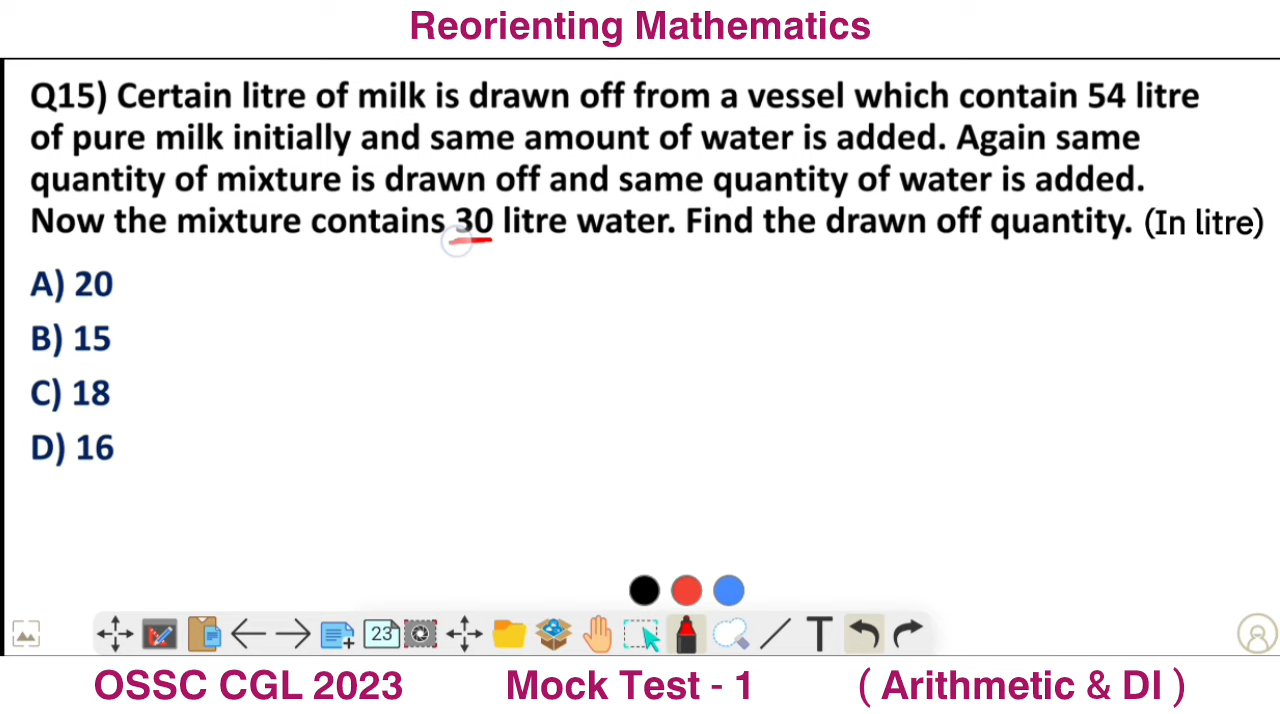 Reorienting Mathematics
Q15) Certain litre of milk is drawn off from a vessel which contain 54 litre
of pure milk initially and same amount of water is added. Again same
quantity of mixture is drawn off and same quantity of water is added.
Now the mixture contains 30 litre water. Find the drawn off quantity. (In litre)
A) 20
B) 15
C) 18
D) 16
23
T
OSSC CGL 2023 Mock Test - 1 ( Arithmetic & DI )